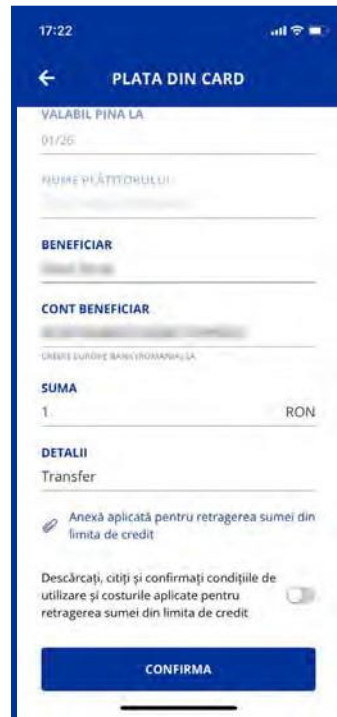 17:22
PLATA DIN CARD
VALABIL PINA LA
01/26
NUME PLĂTITORULUI
BENEFICIAR
CONT BENEFICIAR
CREDIT EUROPE BANK (ROMANIA) SA
SUMA
1 RON
DETALII
Transfer
Anexă aplicată pentru retragerea sumei din
limita de credit
Descărcați, citiți și confirmați condițiile de
utilizare și costurile aplicate pentru
retragerea sumei din limita de credit
CONFIRMA